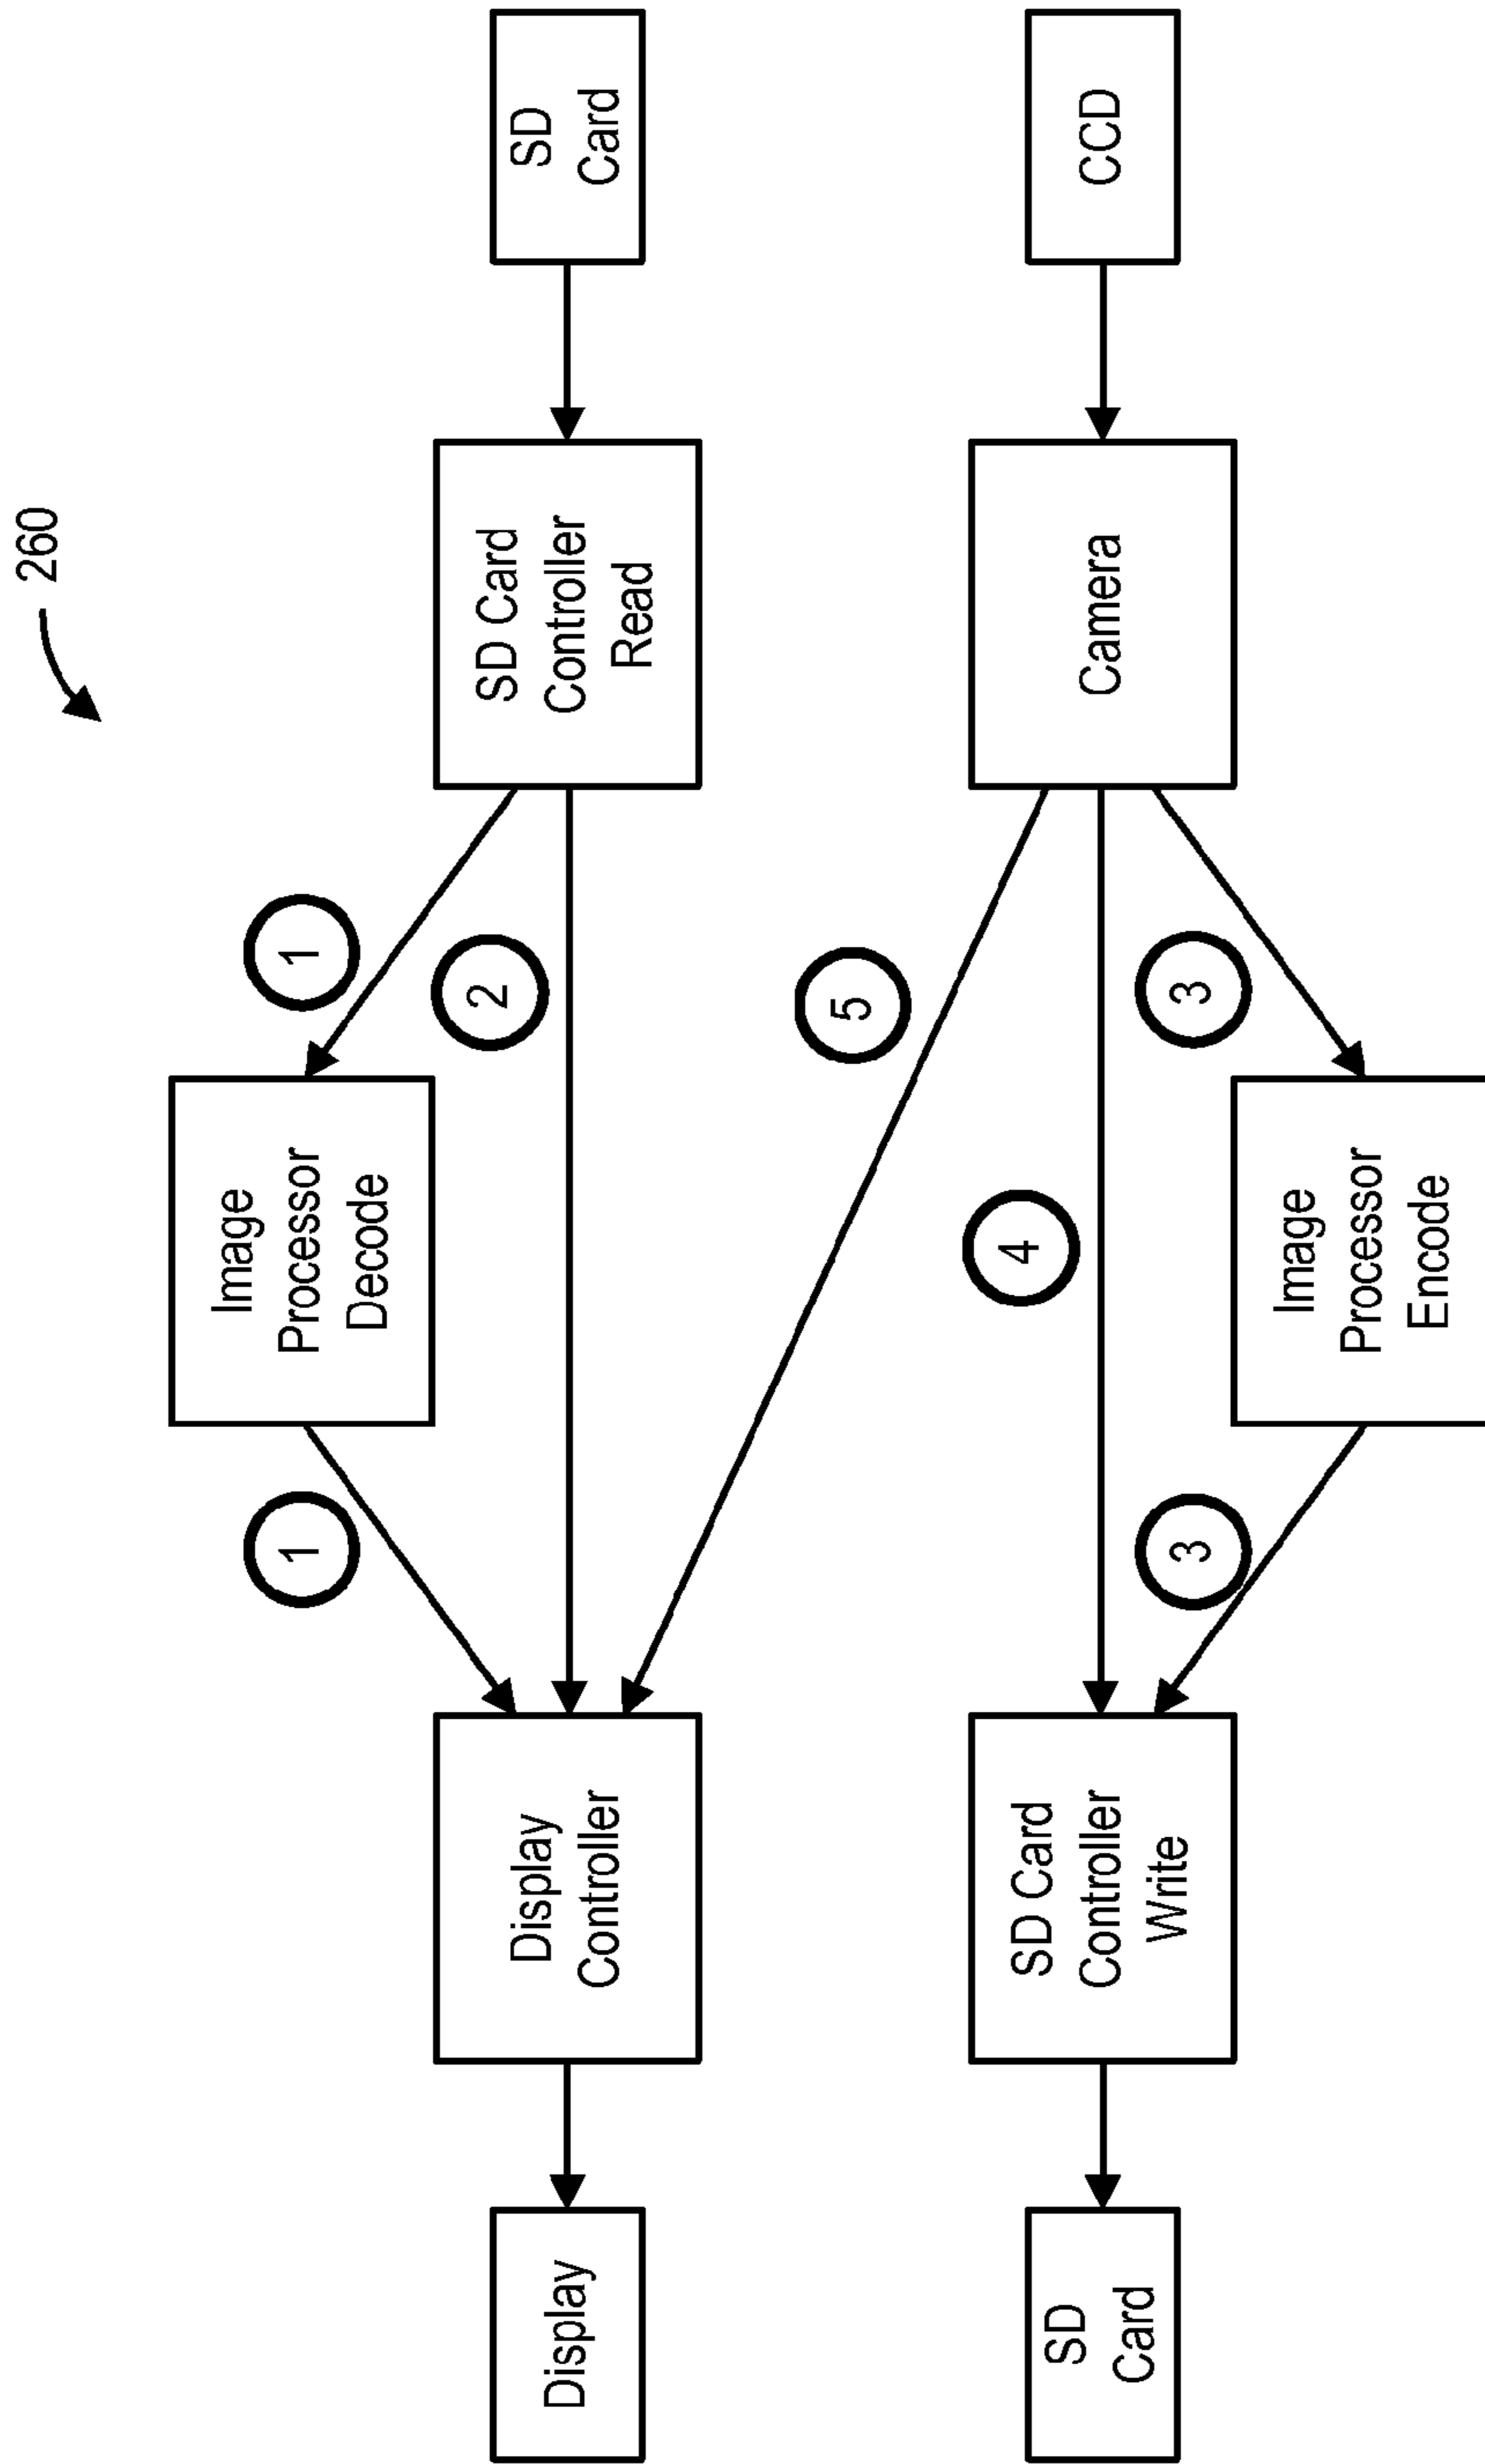 260
SD
Card
SD Card
Controller
Read
1
2
Image
Processor
Decode
1
Display
Controller
Display
CCD
Camera
5
4
3
Image
Processor
Encode
3
SD Card
Controller
Write
SD
Card